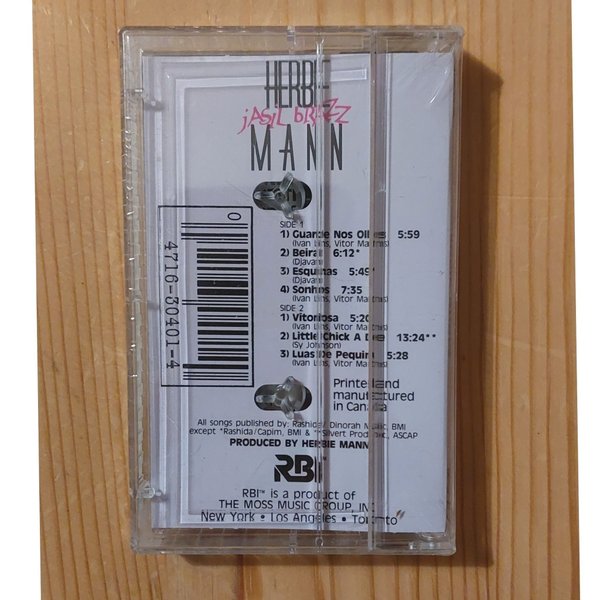 HERBIE
jASiL bRAZZ
MANN
SIDE 1
1) Guarde Nos Olhos 5:59
(Ivan Lins, Vitor Martins)
2) Beiral 6:12*
(Djavan)
3) Esquinas 5:49*
(Djavan)
4) Sonhos 7:35
(Ivan Lins, Vitor Martins)
SIDE 2
1) Vitoriosa 5:20
(Ivan Lins, Vitor Martins)
2) Little Chick A 13:24**
(Sy Johnson)
3) Luas De Pequim 5:28
(Ivan Lins, Vitor Martins)
0
4716-30401-4
Printed and
manufactured
in Canada
All songs published by: Rashida/ Dinorah Music, BMI
except *Rashida/Capim, BMI & **Silvert Productions, ASCAP
PRODUCED BY HERBIE MANN
RBI™
RBI™ is a product of
THE MOSS MUSIC GROUP, INC.
New York • Los Angeles • Toronto